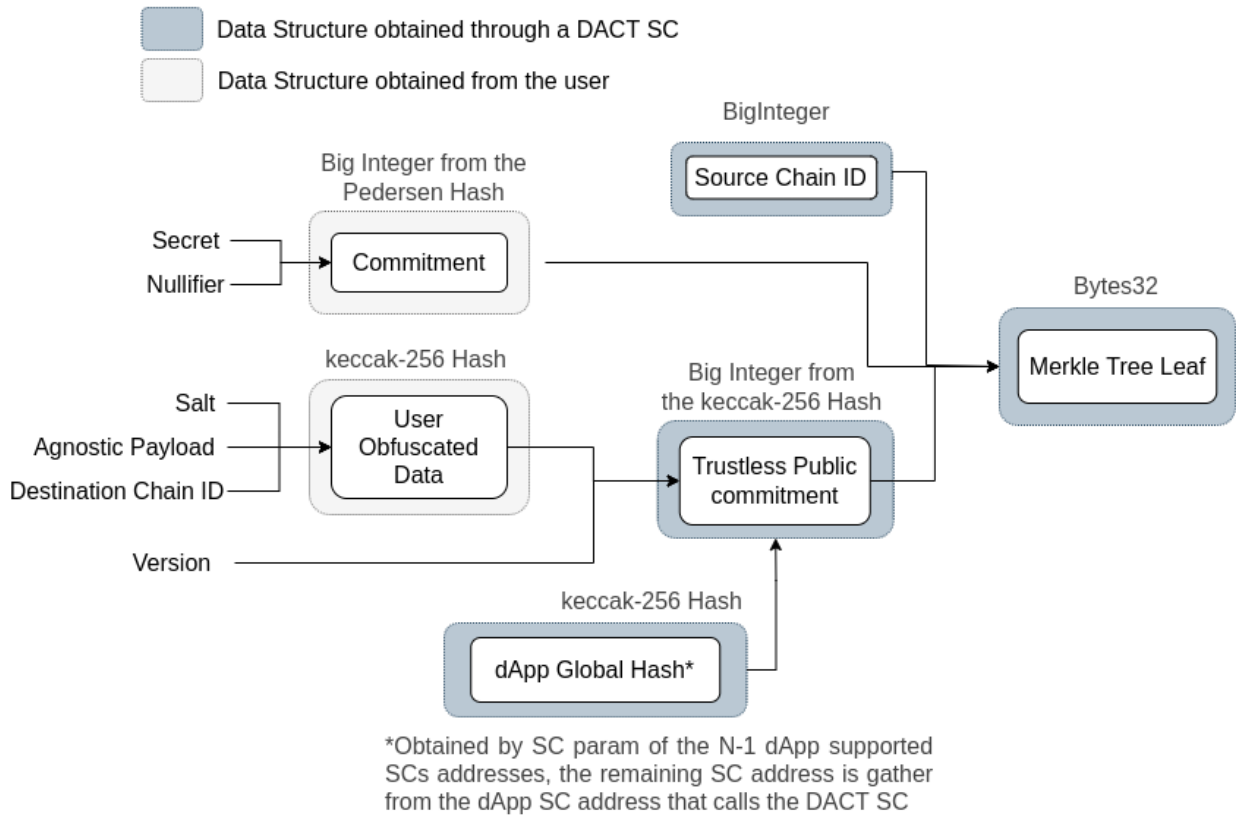 Data Structure obtained through a DACT SC
Data Structure obtained from the user
BigInteger
Source Chain ID
Big Integer from the
Pedersen Hash
Secret
Nullifier
Commitment
Bytes32
Merkle Tree Leaf
keccak-256 Hash
Salt
Agnostic Payload
Destination Chain ID
User
Obfuscated
Data
Big Integer from
the keccak-256 Hash
Trustless Public
commitment
Version
keccak-256 Hash
dApp Global Hash*
*Obtained by SC param of the N-1 dApp supported
SCs addresses, the remaining SC address is gather
from the dApp SC address that calls the DACT SC